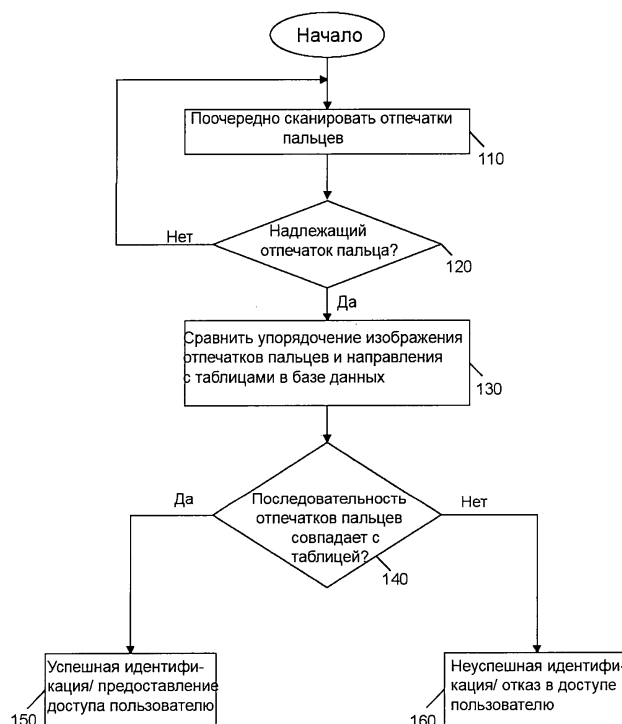 Начало
Поочередно сканировать отпечатки
пальцев
110
Надлежащий
отпечаток пальца?
Нет
120
Да
Сравнить упорядочение изображения
отпечатков пальцев и направления
с таблицами в базе данных
130
Да
Последовательность
отпечатков пальцев
совпадает с
таблицей?
Нет
140
Успешная идентифи-
кация/ предоставление
доступа пользователю
150
Неуспешная идентифи-
кация/ отказ в доступе
пользователю
160